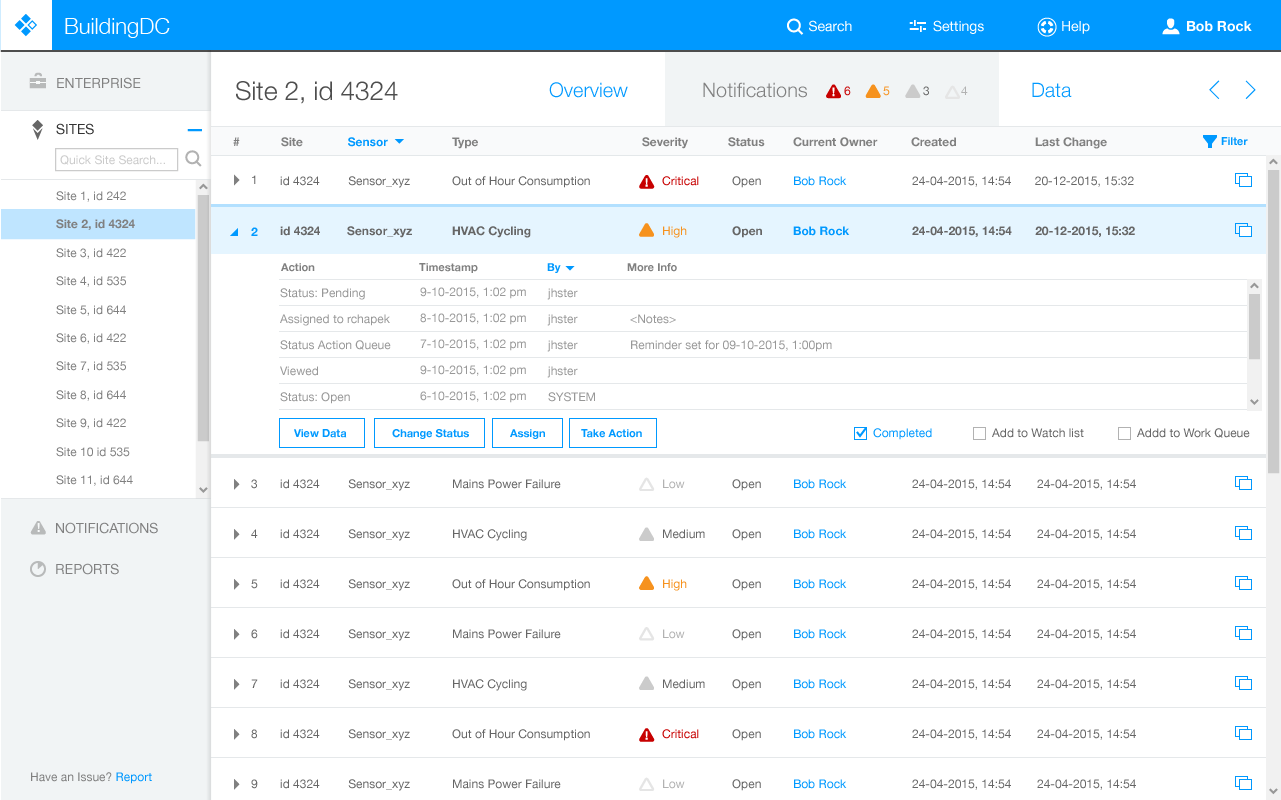 BuildingDC Search Settings Help Bob Rock
ENTERPRISE
SITES
Quick Site Search...
Site 1, id 242
Site 2, id 4324
Site 3, id 422
Site 4, id 535
Site 5, id 644
Site 6, id 422
Site 7, id 535
Site 8, id 644
Site 9, id 422
Site 10 id 535
Site 11, id 644
NOTIFICATIONS
REPORTS
Have an Issue? Report
Site 2, id 4324 Overview Notifications 6 5 3 4 Data
# Site Sensor Type Severity Status Current Owner Created Last Change Filter
1 id 4324 Sensor_xyz Out of Hour Consumption Critical Open Bob Rock 24-04-2015, 14:54 20-12-2015, 15:32
2 id 4324 Sensor_xyz HVAC Cycling High Open Bob Rock 24-04-2015, 14:54 20-12-2015, 15:32
Action Timestamp By More Info
Status: Pending 9-10-2015, 1:02 pm jhster
Assigned to rchapek 8-10-2015, 1:02 pm jhster <Notes>
Status Action Queue 7-10-2015, 1:02 pm jhster Reminder set for 09-10-2015, 1:00pm
Viewed 9-10-2015, 1:02 pm jhster
Status: Open 6-10-2015, 1:02 pm SYSTEM
View Data Change Status Assign Take Action Completed Add to Watch list Addd to Work Queue
3 id 4324 Sensor_xyz Mains Power Failure Low Open Bob Rock 24-04-2015, 14:54 24-04-2015, 14:54
4 id 4324 Sensor_xyz HVAC Cycling Medium Open Bob Rock 24-04-2015, 14:54 24-04-2015, 14:54
5 id 4324 Sensor_xyz Out of Hour Consumption High Open Bob Rock 24-04-2015, 14:54 24-04-2015, 14:54
6 id 4324 Sensor_xyz Mains Power Failure Low Open Bob Rock 24-04-2015, 14:54 24-04-2015, 14:54
7 id 4324 Sensor_xyz HVAC Cycling Medium Open Bob Rock 24-04-2015, 14:54 24-04-2015, 14:54
8 id 4324 Sensor_xyz Out of Hour Consumption Critical Open Bob Rock 24-04-2015, 14:54 24-04-2015, 14:54
9 id 4324 Sensor_xyz Mains Power Failure Low Open Bob Rock 24-04-2015, 14:54 24-04-2015, 14:54